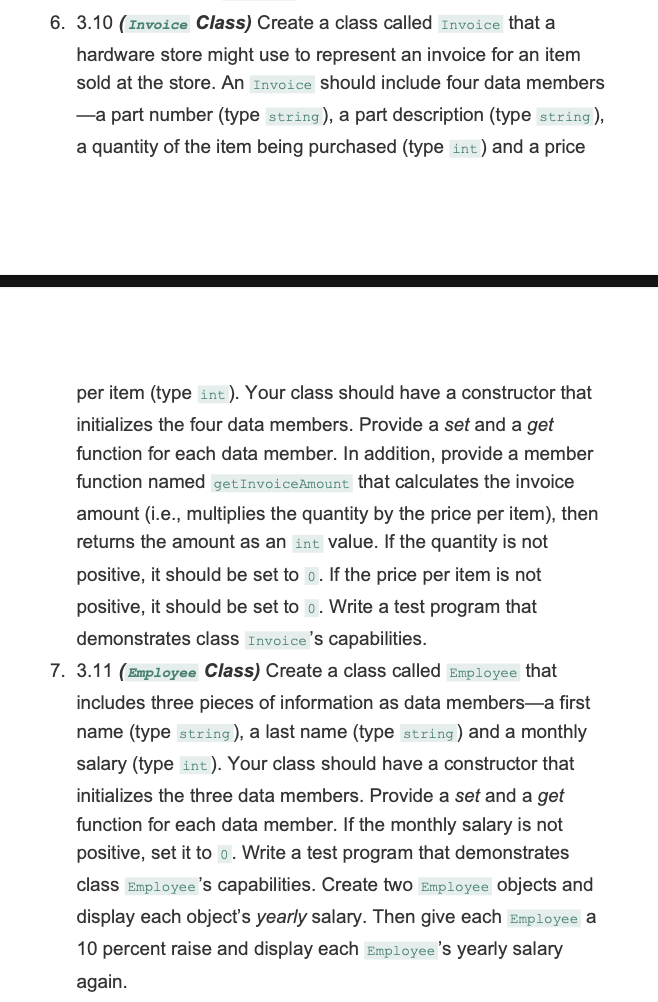 6. 3.10 (Invoice Class) Create a class called Invoice that a
hardware store might use to represent an invoice for an item
sold at the store. An Invoice should include four data members
—a part number (type string), a part description (type string),
a quantity of the item being purchased (type int) and a price
per item (type int). Your class should have a constructor that
initializes the four data members. Provide a set and a get
function for each data member. In addition, provide a member
function named getInvoiceAmount that calculates the invoice
amount (i.e., multiplies the quantity by the price per item), then
returns the amount as an int value. If the quantity is not
positive, it should be set to 0. If the price per item is not
positive, it should be set to 0. Write a test program that
demonstrates class Invoice's capabilities.
7. 3.11 (Employee Class) Create a class called Employee that
includes three pieces of information as data members—a first
name (type string), a last name (type string) and a monthly
salary (type int). Your class should have a constructor that
initializes the three data members. Provide a set and a get
function for each data member. If the monthly salary is not
positive, set it to 0. Write a test program that demonstrates
class Employee's capabilities. Create two Employee objects and
display each object's yearly salary. Then give each Employee a
10 percent raise and display each Employee's yearly salary
again.